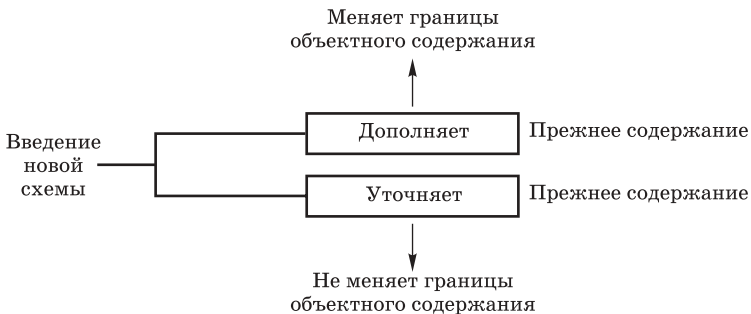 Меняет границы
объектного содержания
Дополняет
Прежнее содержание
Введение
новой
схемы
Уточняет
Прежнее содержание
Не меняет границы
объектного содержания